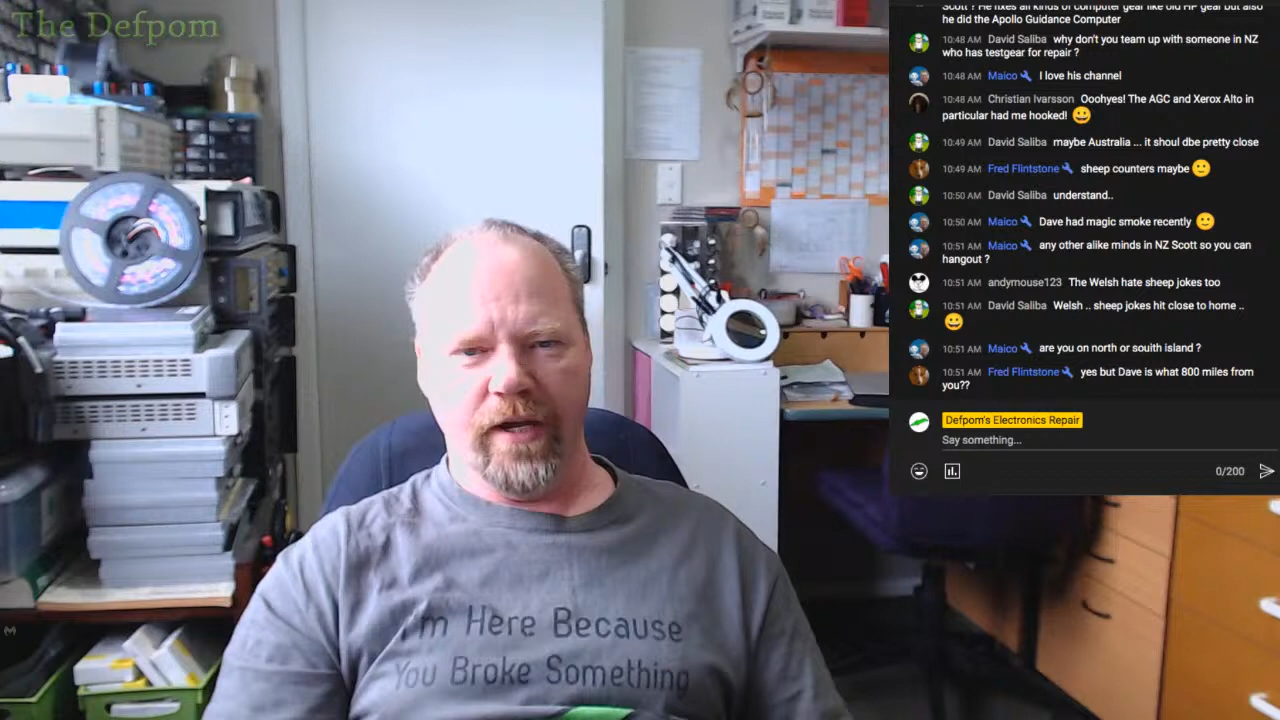 The Defpom
Scott ? He fixes all kinds of computer gear like old HP gear but also
he did the Apollo Guidance Computer
10:48 AM David Saliba why don't you team up with someone in NZ
who has testgear for repair ?
10:48 AM Maico I love his channel
10:48 AM Christian Ivarsson Ooohyes! The AGC and Xerox Alto in
particular had me hooked! 😀
10:49 AM David Saliba maybe Australia ... it shoul dbe pretty close
10:49 AM Fred Flintstone sheep counters maybe 🙂
10:50 AM David Saliba understand..
10:50 AM Maico Dave had magic smoke recently 🙂
10:51 AM Maico any other alike minds in NZ Scott so you can
hangout ?
10:51 AM andymouse123 The Welsh hate sheep jokes too
10:51 AM David Saliba Welsh .. sheep jokes hit close to home ..
😀
10:51 AM Maico are you on north or souith island ?
10:51 AM Fred Flintstone yes but Dave is what 800 miles from
you??
Defpom's Electronics Repair
Say something...
0/200
I'm Here Because
You Broke Something